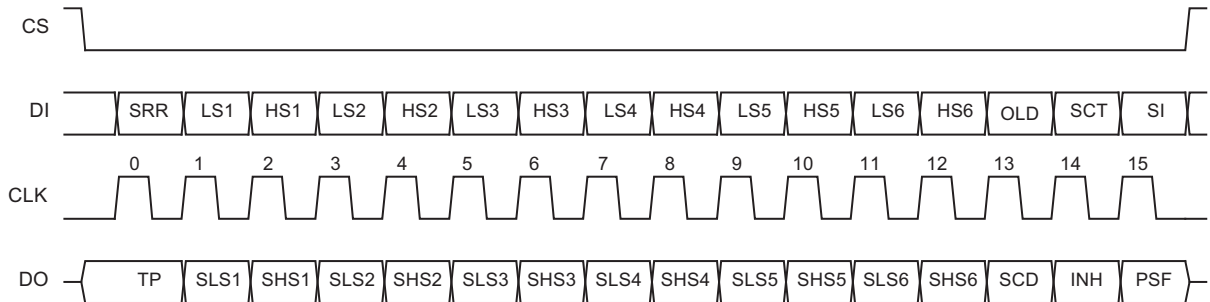 CS
DI SRR LS1 HS1 LS2 HS2 LS3 HS3 LS4 HS4 LS5 HS5 LS6 HS6 OLD SCT SI
0 1 2 3 4 5 6 7 8 9 10 11 12 13 14 15
CLK
DO TP SLS1 SHS1 SLS2 SHS2 SLS3 SHS3 SLS4 SHS4 SLS5 SHS5 SLS6 SHS6 SCD INH PSF